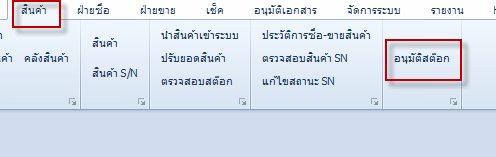 สินค้า ฝ่ายซื้อ ฝ่ายขาย เช็ค อนุมัติเอกสาร จัดการระบบ รายงาน
สินค้า นำสินค้าเข้าระบบ ประวัติการซื้อ-ขายสินค้า
คลังสินค้า ปรับยอดสินค้า ตรวจสอบสินค้า SN อนุมัติสต๊อก
สินค้า S/N ตรวจสอบสต๊อก แก้ไขสถานะ SN